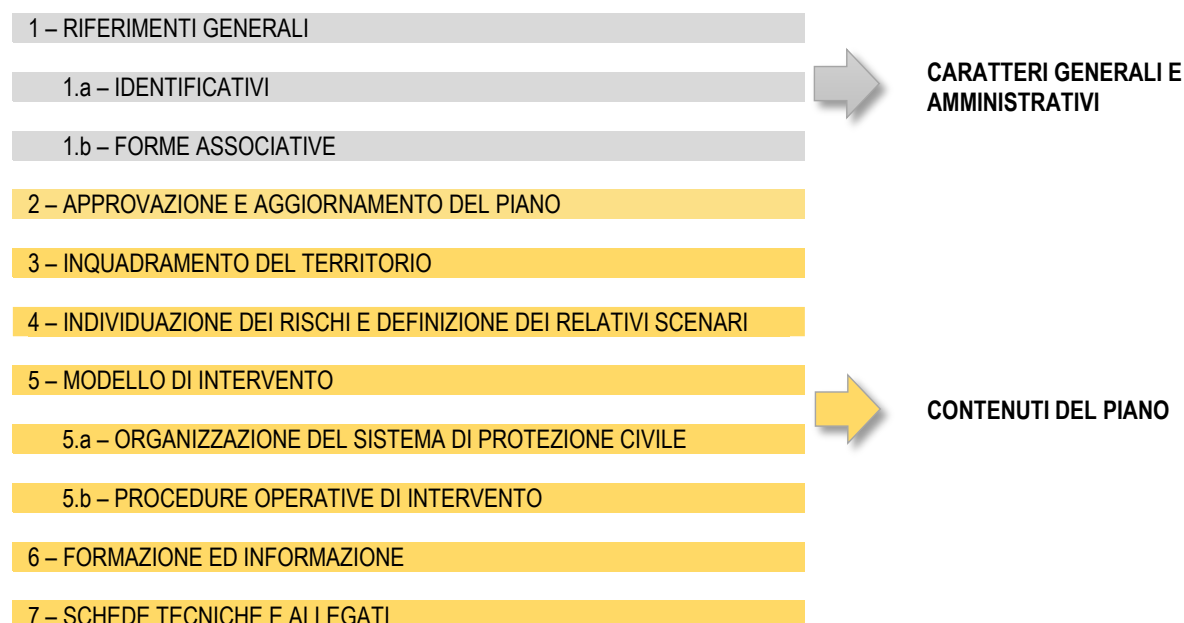 1 – RIFERIMENTI GENERALI
1.a – IDENTIFICATIVI
1.b – FORME ASSOCIATIVE
CARATTERI GENERALI E
AMMINISTRATIVI
2 – APPROVAZIONE E AGGIORNAMENTO DEL PIANO
3 – INQUADRAMENTO DEL TERRITORIO
4 – INDIVIDUAZIONE DEI RISCHI E DEFINIZIONE DEI RELATIVI SCENARI
5 – MODELLO DI INTERVENTO
5.a – ORGANIZZAZIONE DEL SISTEMA DI PROTEZIONE CIVILE
5.b – PROCEDURE OPERATIVE DI INTERVENTO
6 – FORMAZIONE ED INFORMAZIONE
7 – SCHEDE TECNICHE E ALLEGATI
CONTENUTI DEL PIANO